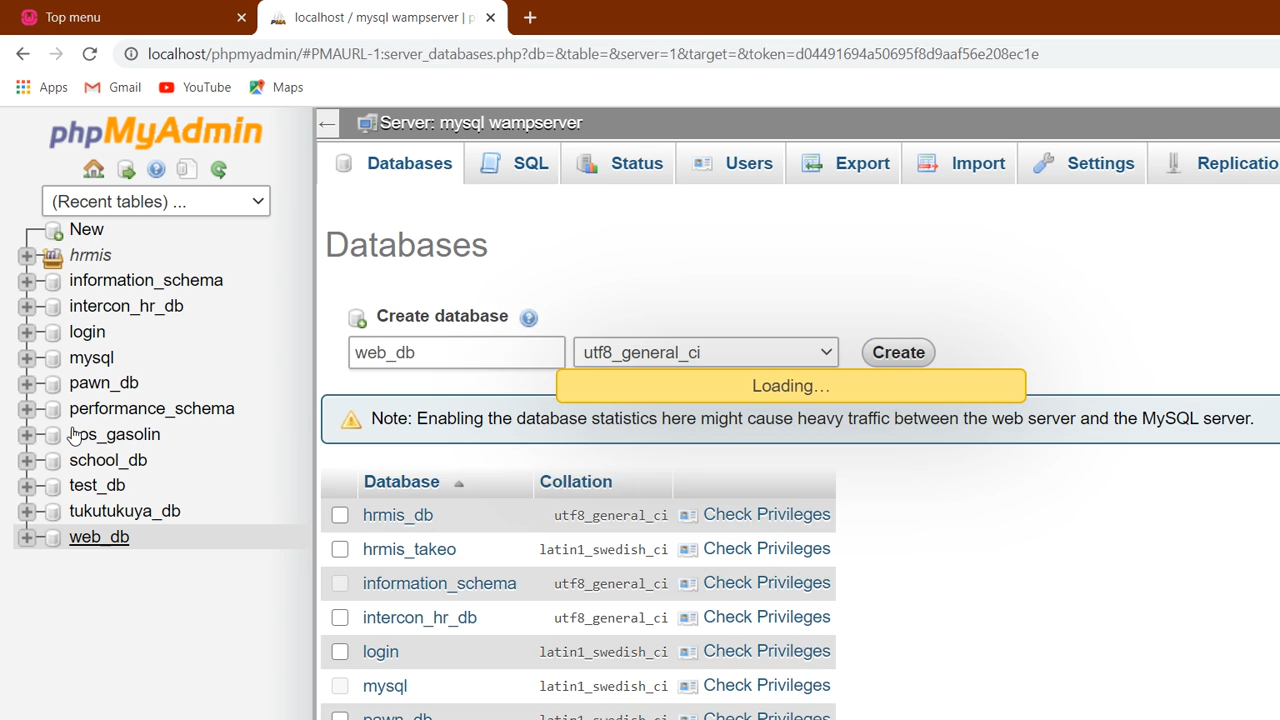 Top menu
localhost / mysql wampserver | p
localhost/phpmyadmin/#PMAURL-1:server_databases.php?db=&table=&server=1&target=&token=d04491694a50695f8d9aaf56e208ec1e
Apps Gmail YouTube Maps
phpMyAdmin
(Recent tables) ...
New
hrmis
information_schema
intercon_hr_db
login
mysql
pawn_db
performance_schema
ps_gasolin
school_db
test_db
tukutukuya_db
web_db
Server: mysql wampserver
Databases SQL Status Users Export Import Settings Replicatio
Databases
Create database
web_db utf8_general_ci Create
Loading...
Note: Enabling the database statistics here might cause heavy traffic between the web server and the MySQL server.
Database Collation
hrmis_db utf8_general_ci Check Privileges
hrmis_takeo latin1_swedish_ci Check Privileges
information_schema utf8_general_ci Check Privileges
intercon_hr_db utf8_general_ci Check Privileges
login latin1_swedish_ci Check Privileges
mysql latin1_swedish_ci Check Privileges
pawn_db latin1_swedish_ci Check Privileges